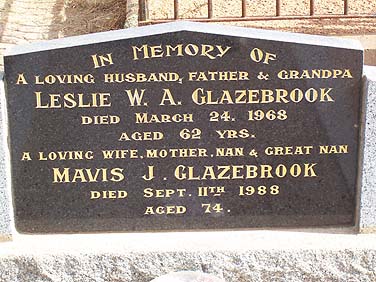 IN MEMORY OF
A LOVING HUSBAND, FATHER & GRANDPA
LESLIE W. A. GLAZEBROOK
DIED MARCH 24. 1968
AGED 62 YRS.
A LOVING WIFE, MOTHER, NAN & GREAT NAN
MAVIS J. GLAZEBROOK
DIED SEPT. 11TH 1988
AGED 74.